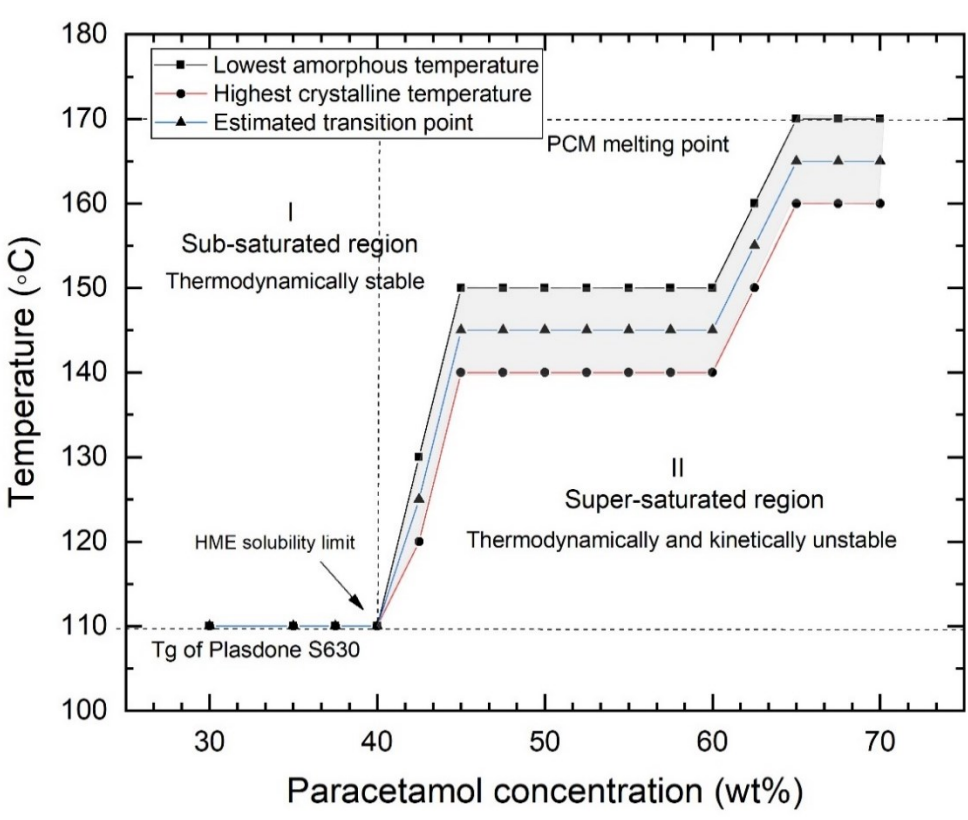 180
170
160
150
140
130
120
110
100
Temperature (∘C)
Lowest amorphous temperature
Highest crystalline temperature
Estimated transition point
PCM melting point
I
Sub-saturated region
Thermodynamically stable
II
Super-saturated region
Thermodynamically and kinetically unstable
HME solubility limit
Tg of Plasdone S630
30 40 50 60 70
Paracetamol concentration (wt%)